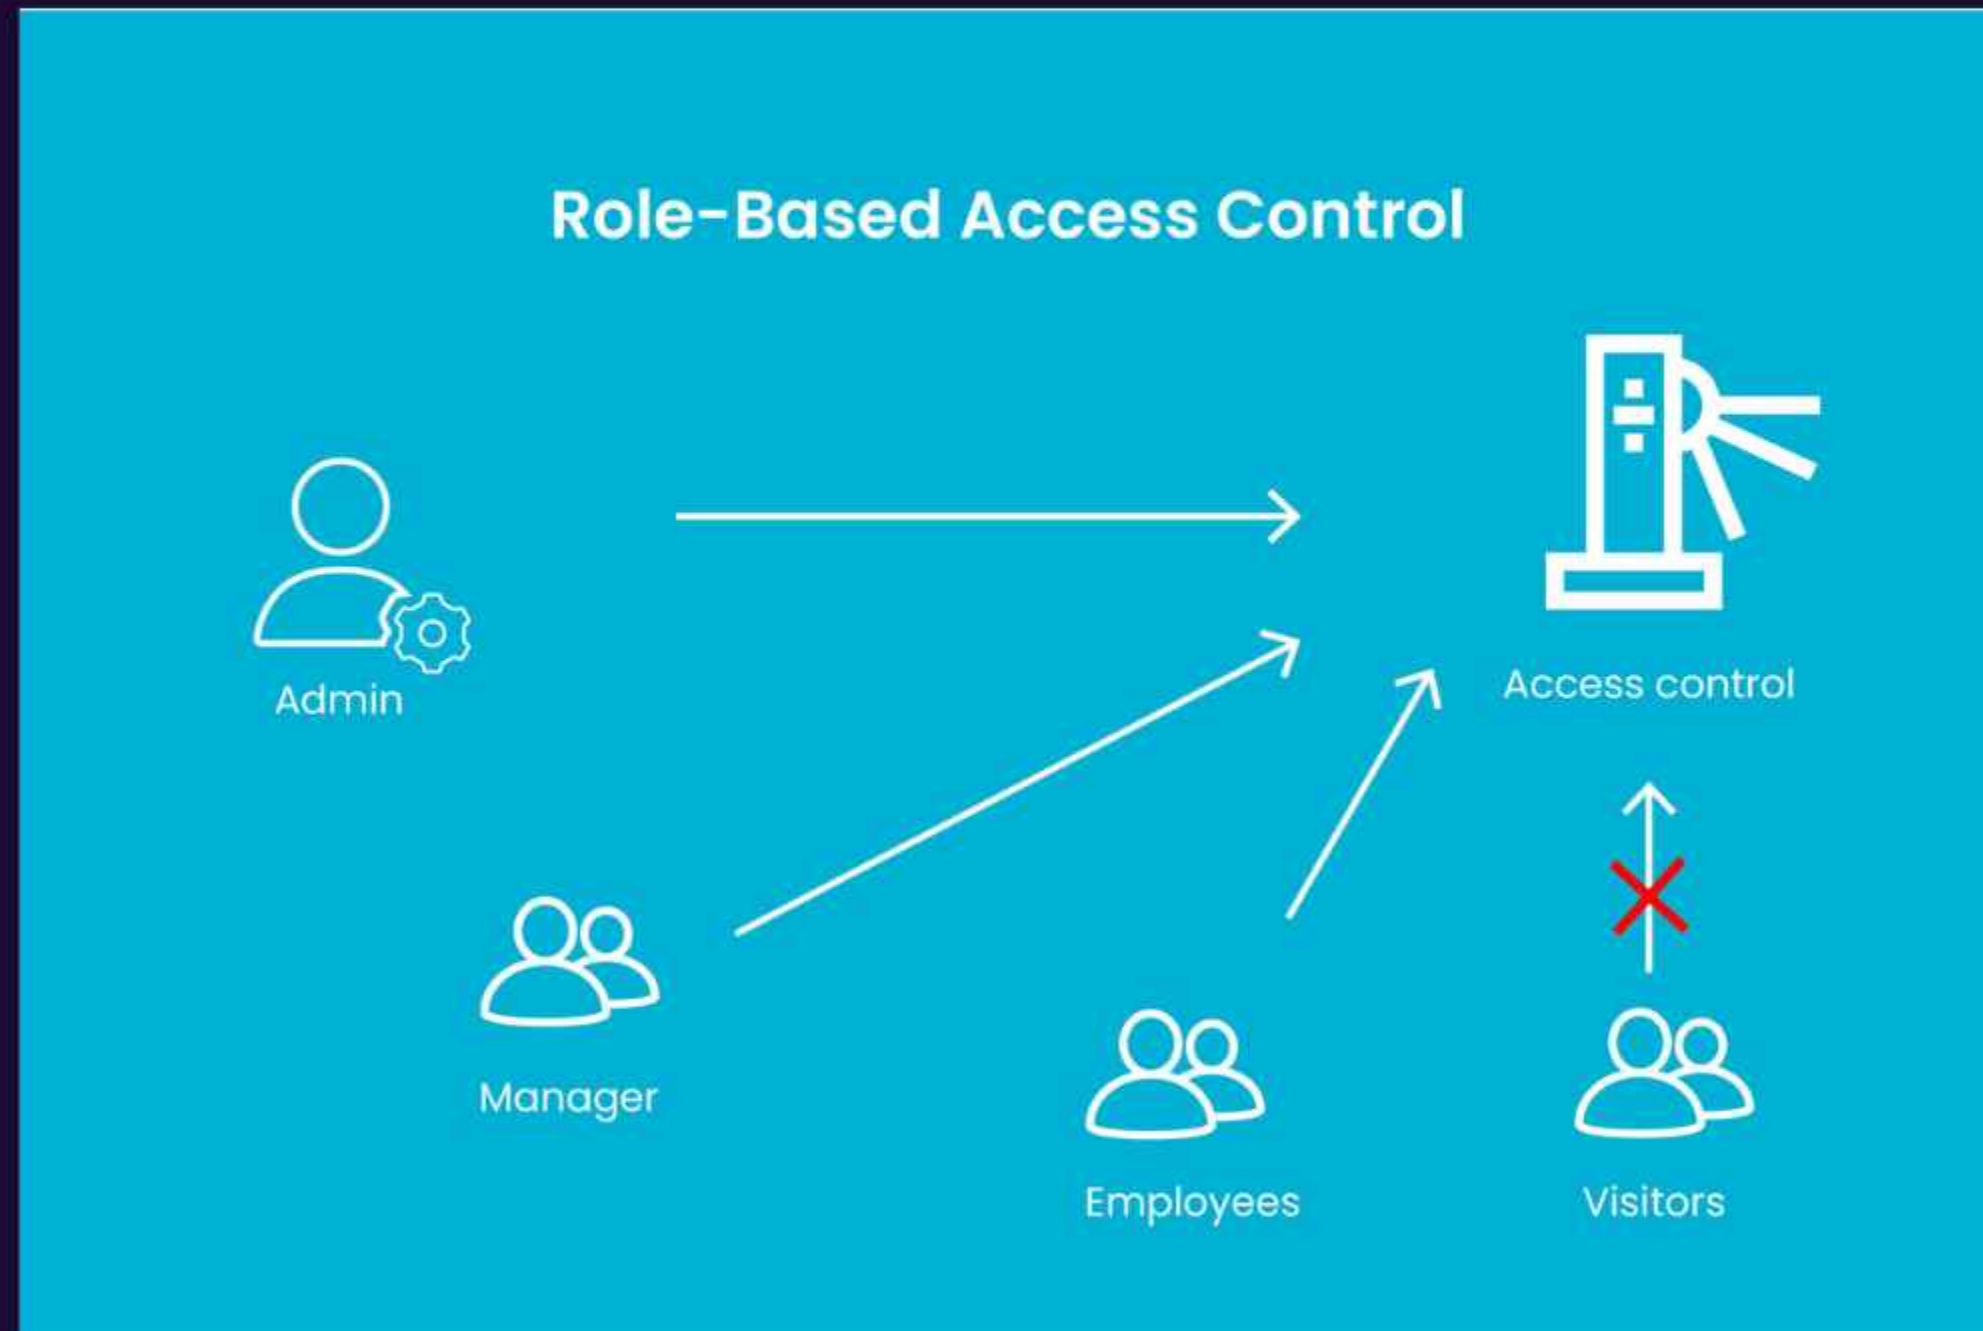 Role-Based Access Control
Access control
Admin
Manager
Employees
Visitors